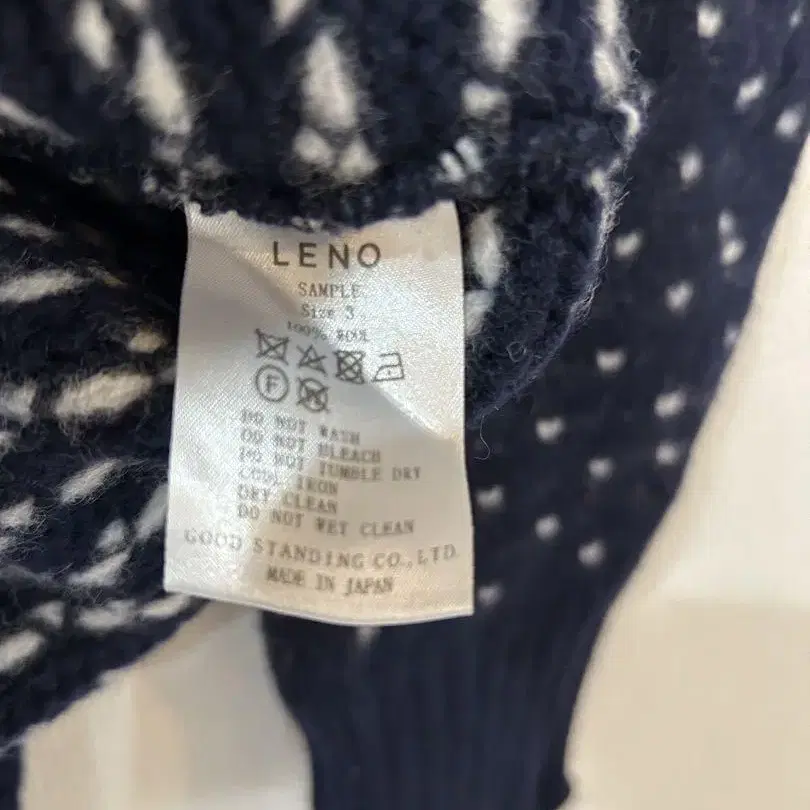 LENO
SAMPLE
Size 3
100% WOOL
F
DO NOT WASH
DO NOT BLEACH
DO NOT TUMBLE DRY
COOL IRON
DRY CLEAN
DO NOT WET CLEAN
GOOD STANDING CO., LTD.
MADE IN JAPAN